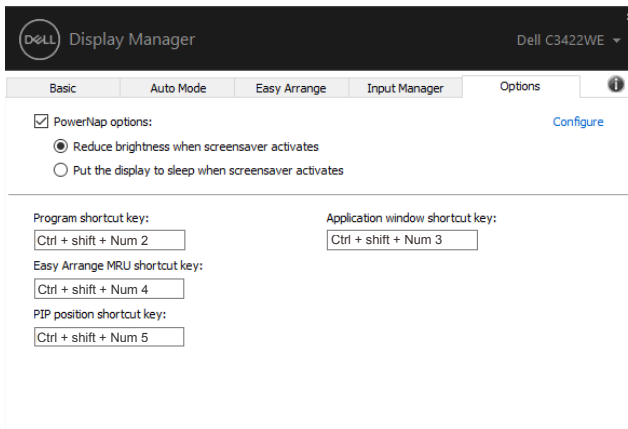 DELL Display Manager
Dell C3422WE
Basic
Auto Mode
Easy Arrange
Input Manager
Options
PowerNap options:
Configure
Reduce brightness when screensaver activates
Put the display to sleep when screensaver activates
Program shortcut key:
Application window shortcut key:
Ctrl + shift + Num 2
Ctrl + shift + Num 3
Easy Arrange MRU shortcut key:
Ctrl + shift + Num 4
PIP position shortcut key:
Ctrl + shift + Num 5